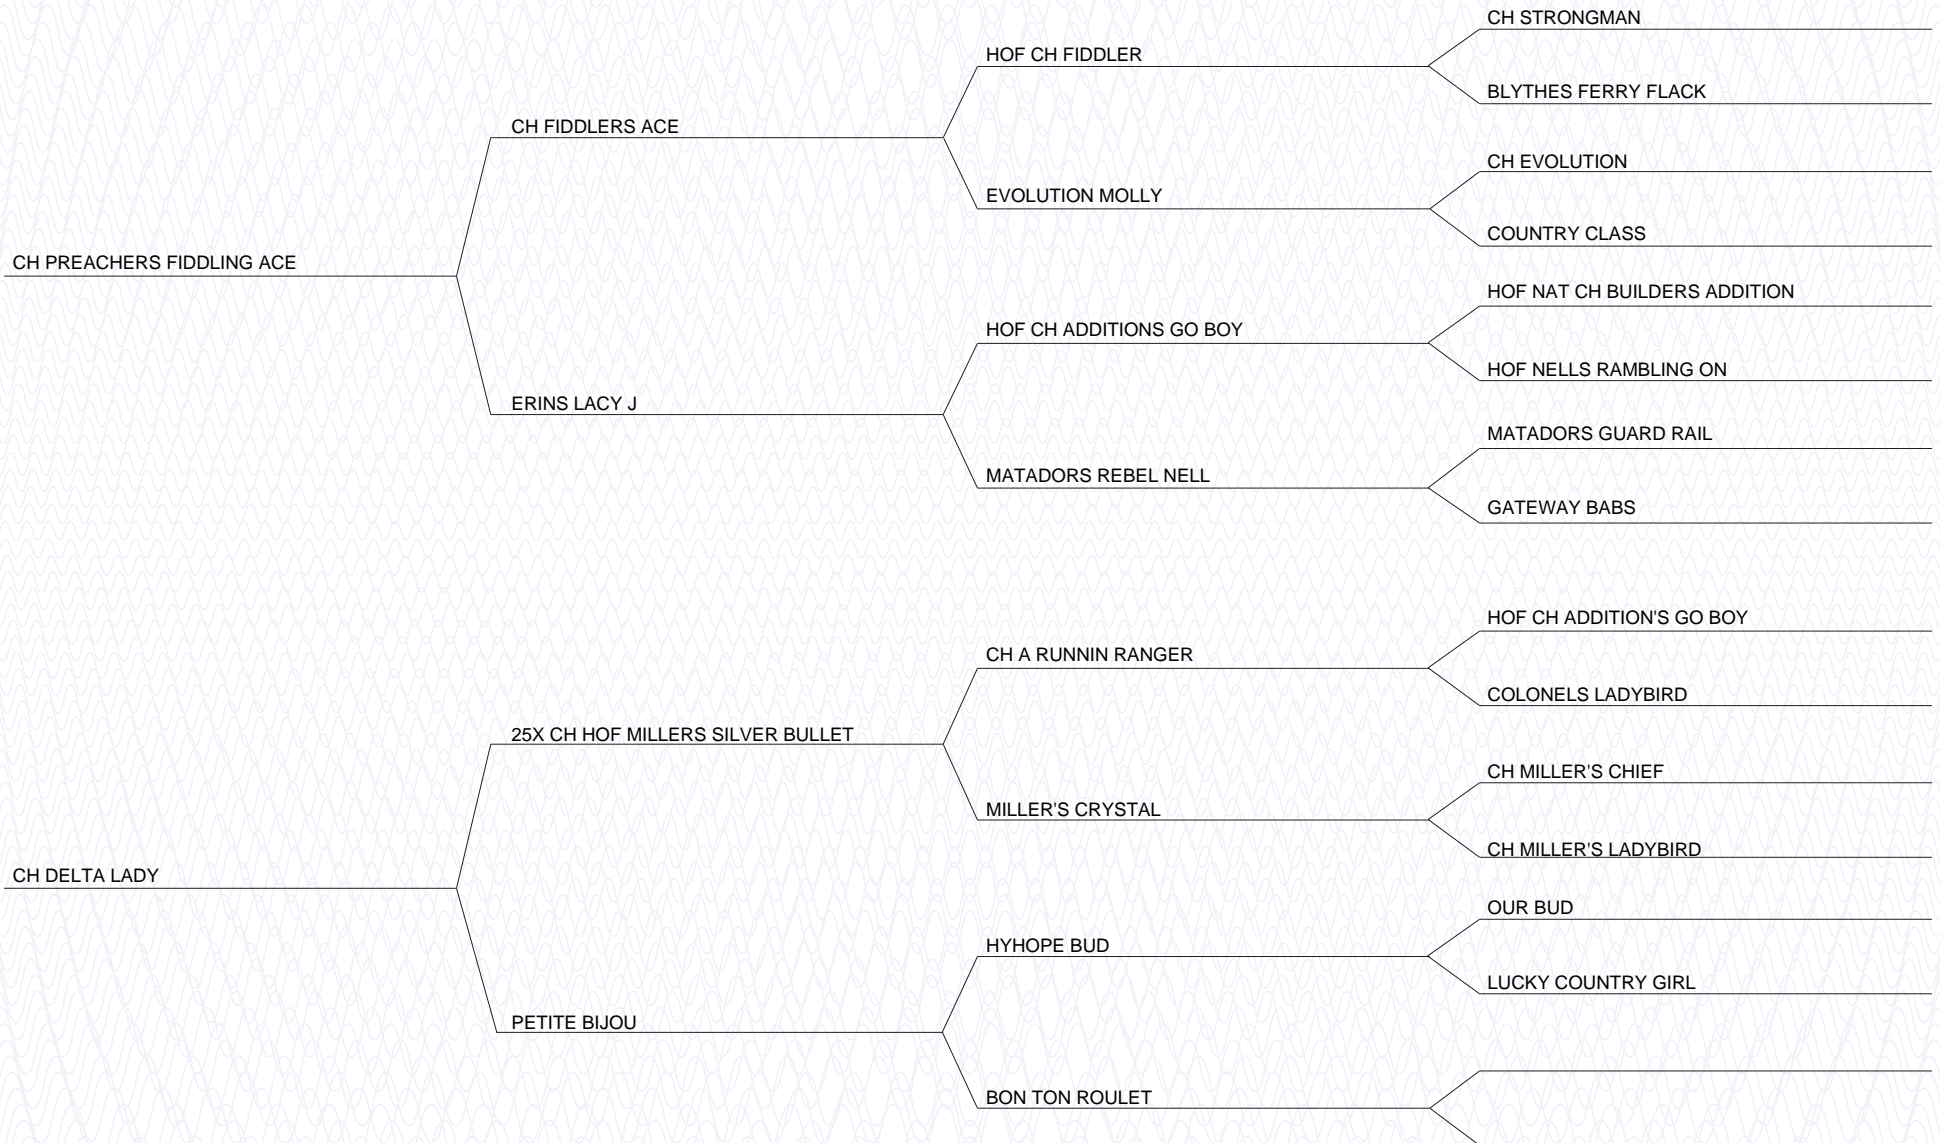 CH STRONGMAN
HOF CH FIDDLER
BLYTHES FERRY FLACK
CH FIDDLERS ACE
CH EVOLUTION
EVOLUTION MOLLY
COUNTRY CLASS
CH PREACHERS FIDDLING ACE
HOF NAT CH BUILDERS ADDITION
HOF CH ADDITIONS GO BOY
HOF NELLS RAMBLING ON
ERINS LACY J
MATADORS GUARD RAIL
MATADORS REBEL NELL
GATEWAY BABS
HOF CH ADDITION'S GO BOY
CH A RUNNIN RANGER
COLONELS LADYBIRD
25X CH HOF MILLERS SILVER BULLET
CH MILLER'S CHIEF
MILLER'S CRYSTAL
CH MILLER'S LADYBIRD
CH DELTA LADY
OUR BUD
HYHOPE BUD
LUCKY COUNTRY GIRL
PETITE BIJOU
BON TON ROULET